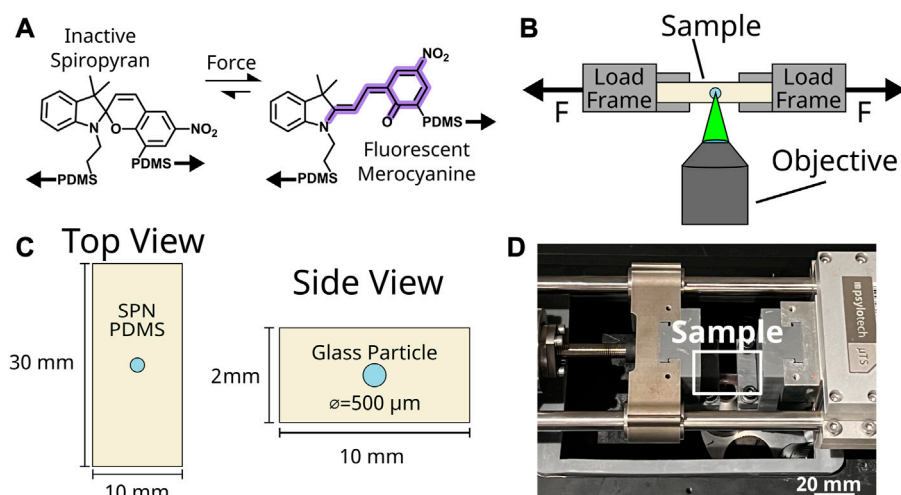 A
Inactive
Spiropyran
Force
NO₂
N
O
NO₂
PDMS
PDMS
N
O
PDMS
PDMS
Fluorescent
Merocyanine
B
Sample
Load
Frame
Load
Frame
F
F
Objective
C
Top View
SPN
PDMS
30 mm
10 mm
Side View
Glass Particle
⌀=500 µm
2mm
10 mm
D
Sample
psylotech
µTS
20 mm